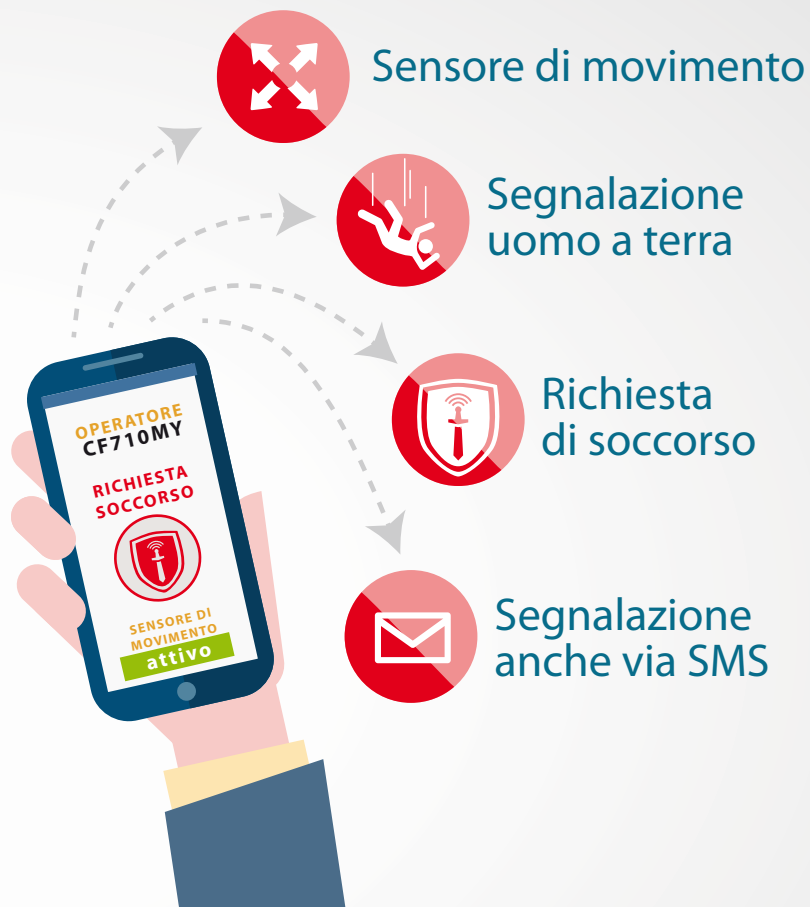 Sensore di movimento
Segnalazione
uomo a terra
Richiesta
di soccorso
Segnalazione
anche via SMS
OPERATORE
CF710MY
RICHIESTA
SOCCORSO
SENSORE DI
MOVIMENTO
attivo